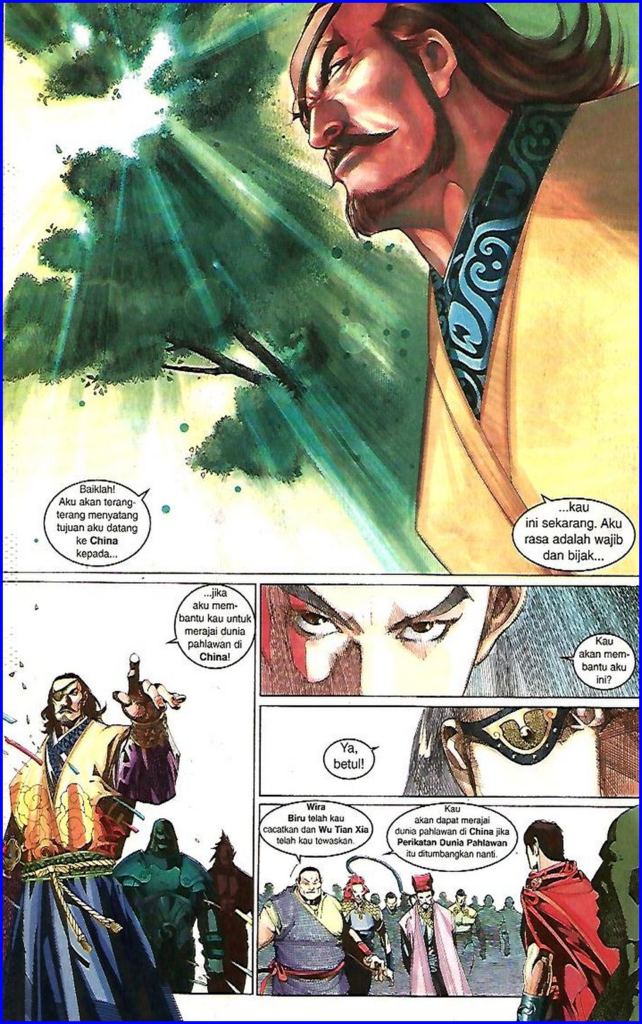 Baiklah!
Aku akan terang-
terang menyatang
tujuan aku datang
ke China
kepada...
...kau
ini sekarang. Aku
rasa adalah wajib
dan bijak...
...jika
aku mem-
bantu kau untuk
merajai dunia
pahlawan di
China!
Kau
akan mem-
bantu aku
ini?
Ya,
betul!
Wira
Biru telah kau
cacatkan dan Wu Tian Xia
telah kau tewaskan.
Kau
akan dapat merajai
dunia pahlawan di China jika
Perikatan Dunia Pahlawan
itu ditumbangkan nanti.